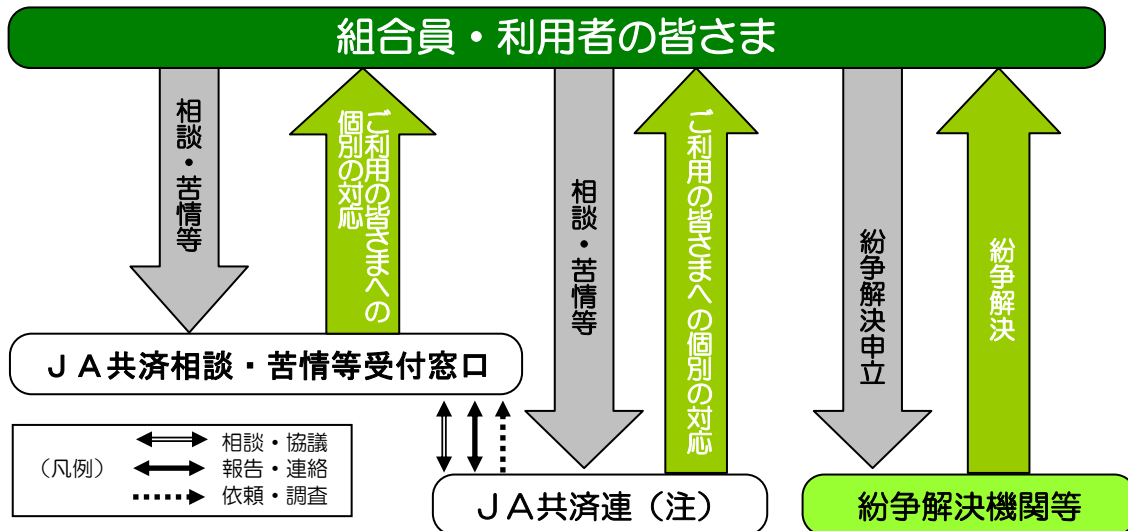 組合員・利用者の皆さま
相談・苦情等
ご利用の皆さまへの
個別の対応
相談・苦情等
ご利用の皆さまへの個別の対応
紛争解決申立
紛争解決
ＪＡ共済相談・苦情等受付窓口
（凡例）
相談・協議
報告・連絡
依頼・調査
ＪＡ共済連（注）
紛争解決機関等